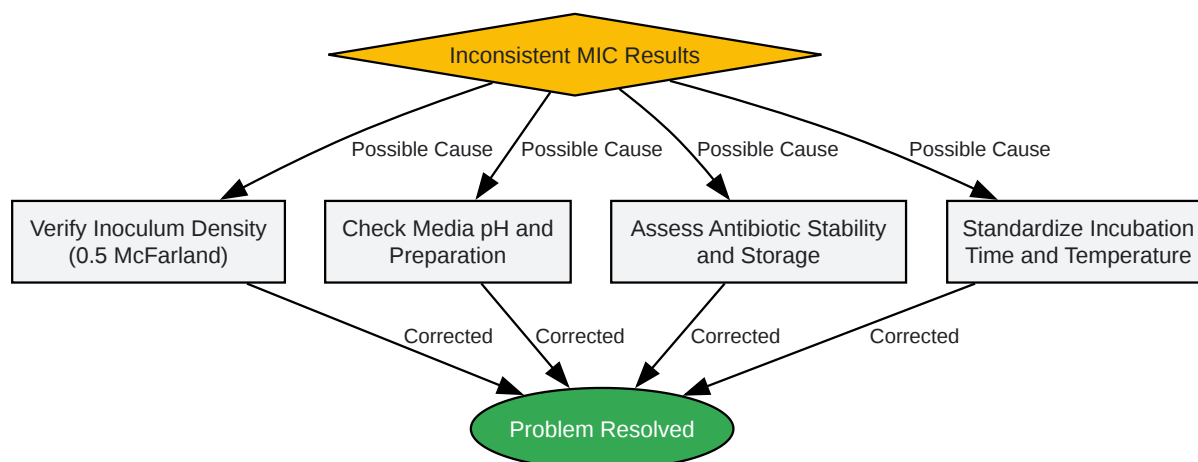 Inconsistent MIC Results
Possible Cause
Possible Cause
Possible Cause
Possible Cause
Verify Inoculum Density
(0.5 McFarland)
Check Media pH and
Preparation
Assess Antibiotic Stability
and Storage
Standardize Incubation
Time and Temperature
Corrected
Corrected
Corrected
Corrected
Problem Resolved